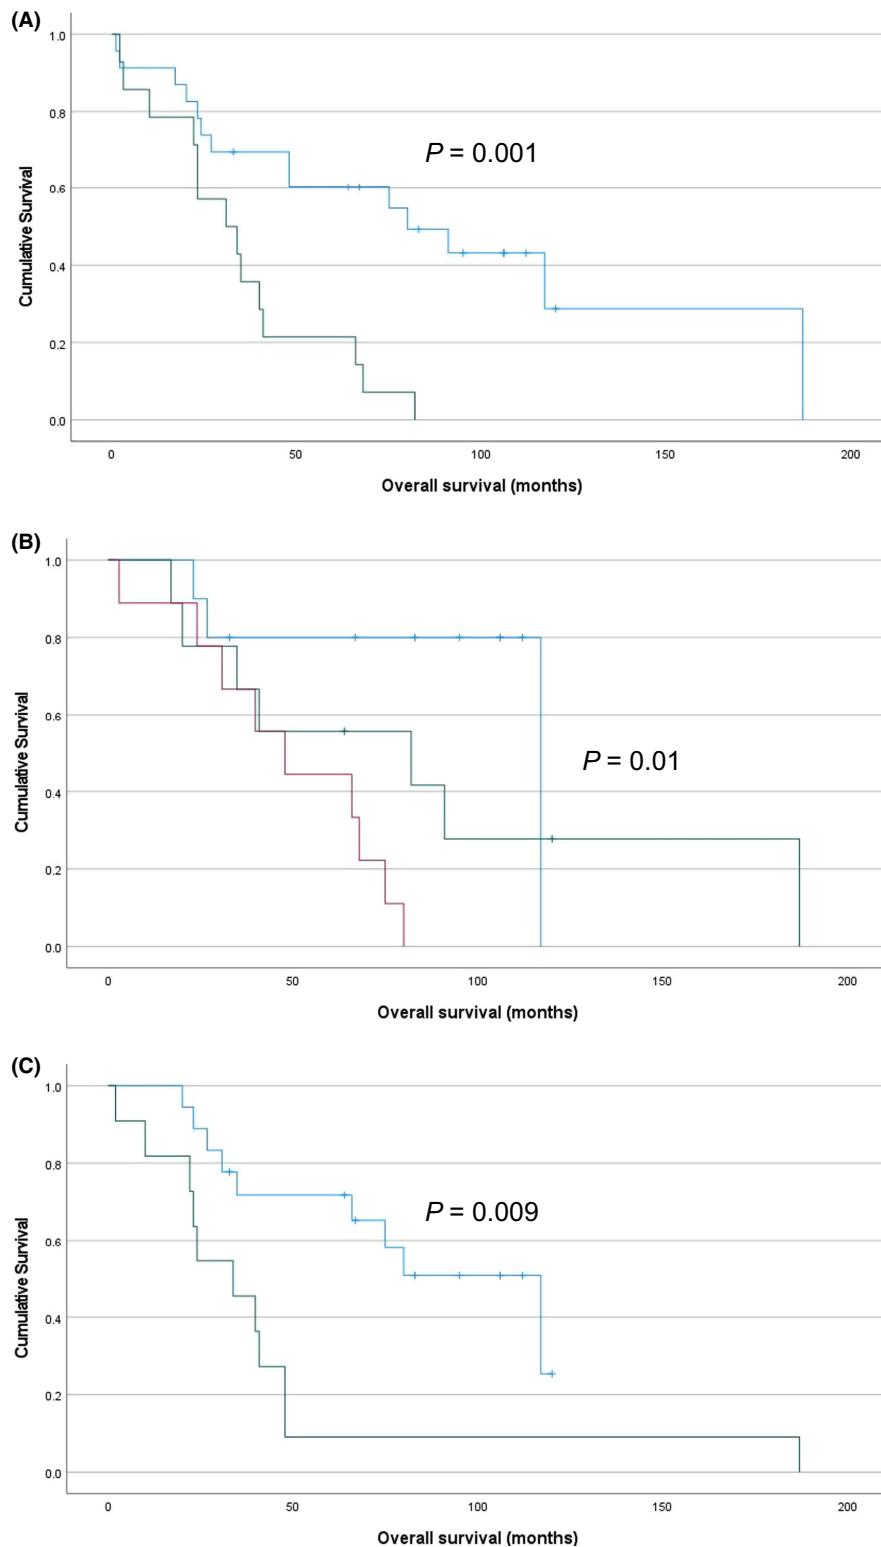 (A)
1.0
0.8
0.6
0.4
0.2
0.0
Cumulative Survival
P = 0.001
0 50 100 150 200
Overall survival (months)
(B)
1.0
0.8
0.6
0.4
0.2
0.0
Cumulative Survival
P = 0.01
0 50 100 150 200
Overall survival (months)
(C)
1.0
0.8
0.6
0.4
0.2
0.0
Cumulative Survival
P = 0.009
0 50 100 150 200
Overall survival (months)